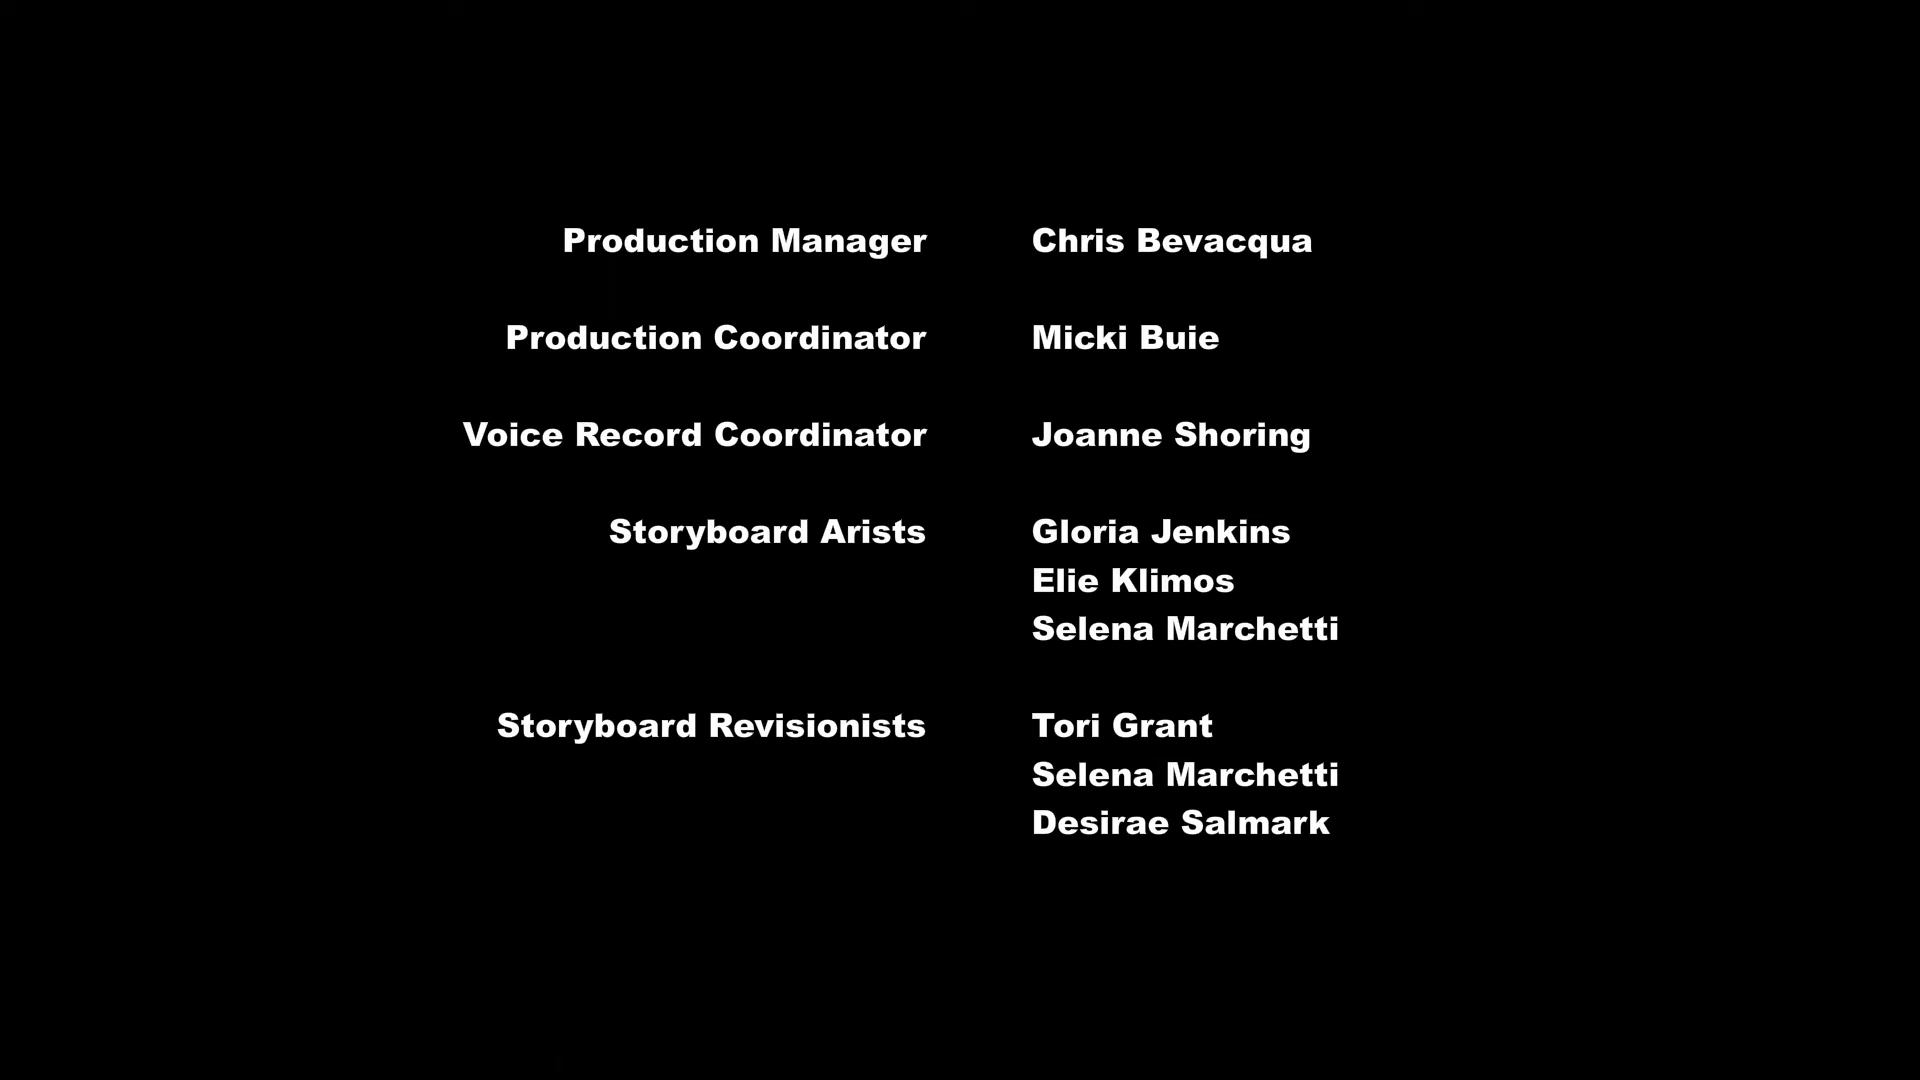 Production Manager Chris Bevacqua
Production Coordinator Micki Buie
Voice Record Coordinator Joanne Shoring
Storyboard Arists Gloria Jenkins
Elie Klimos
Selena Marchetti
Storyboard Revisionists Tori Grant
Selena Marchetti
Desirae Salmark